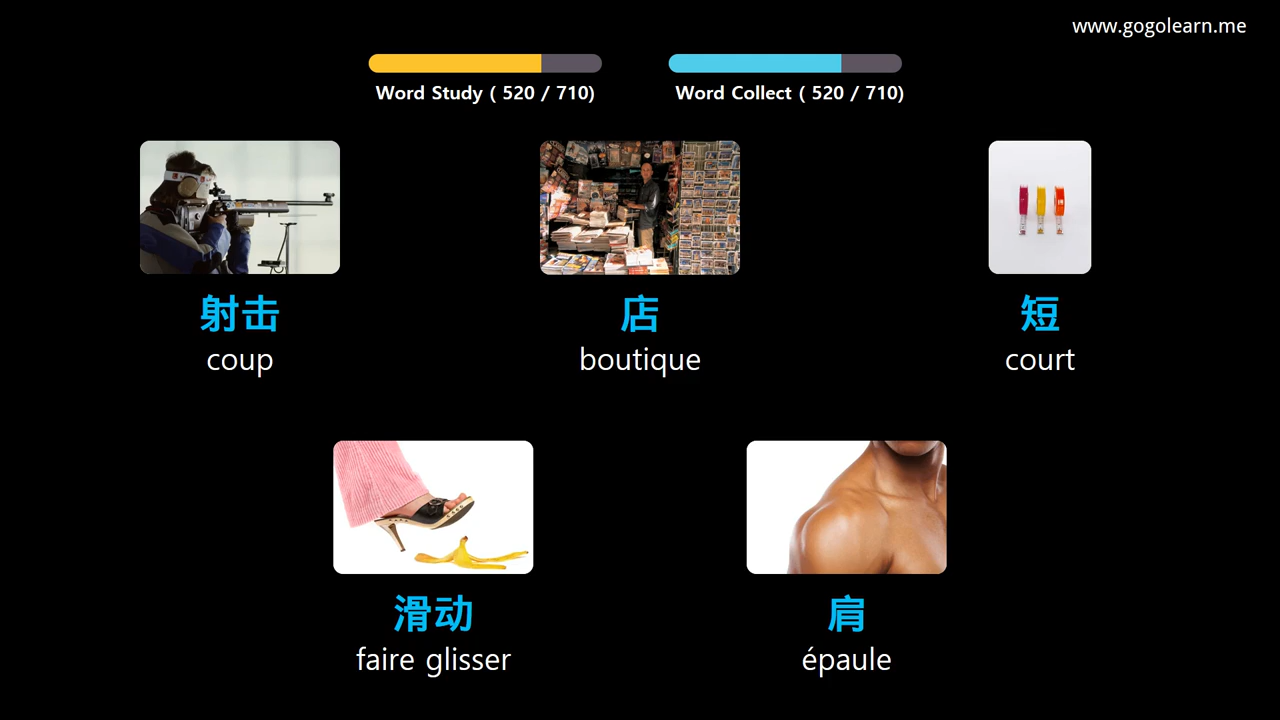 www.gogolearn.me
Word Study ( 520 / 710)
Word Collect ( 520 / 710)
射击
coup
店
boutique
短
court
滑动
faire glisser
肩
épaule